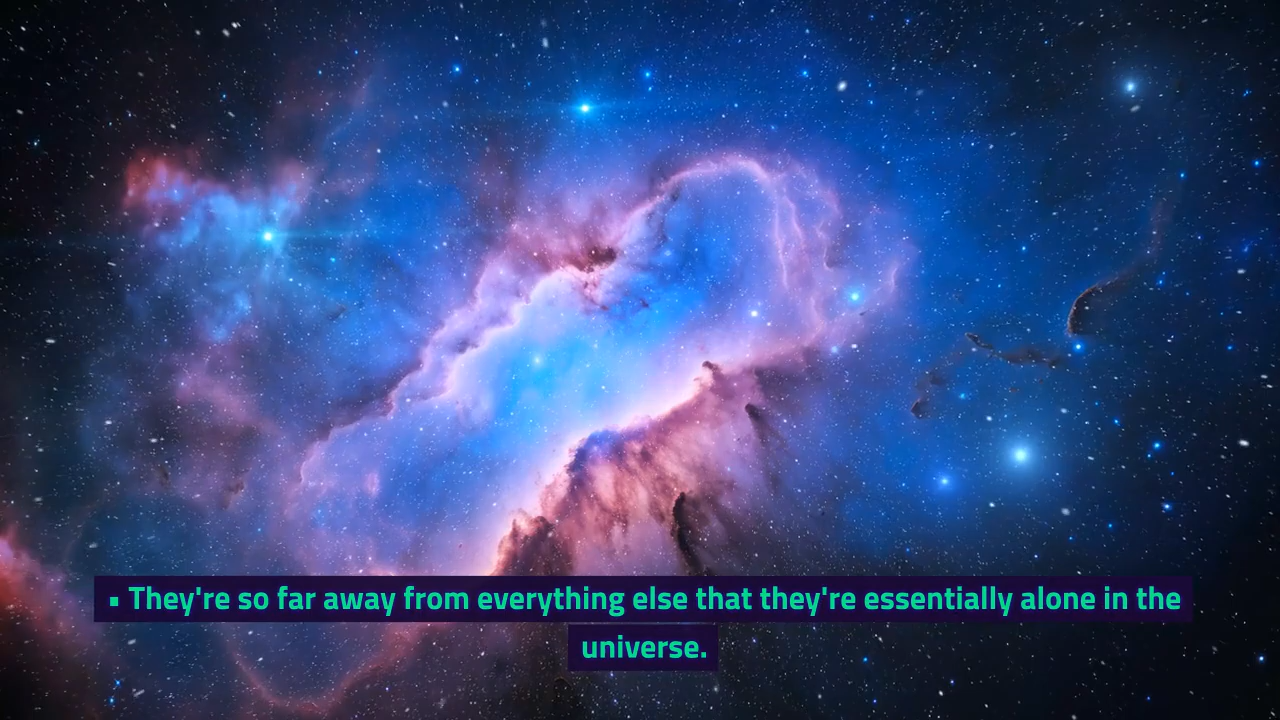 ▪ They're so far away from everything else that they're essentially alone in the
universe.